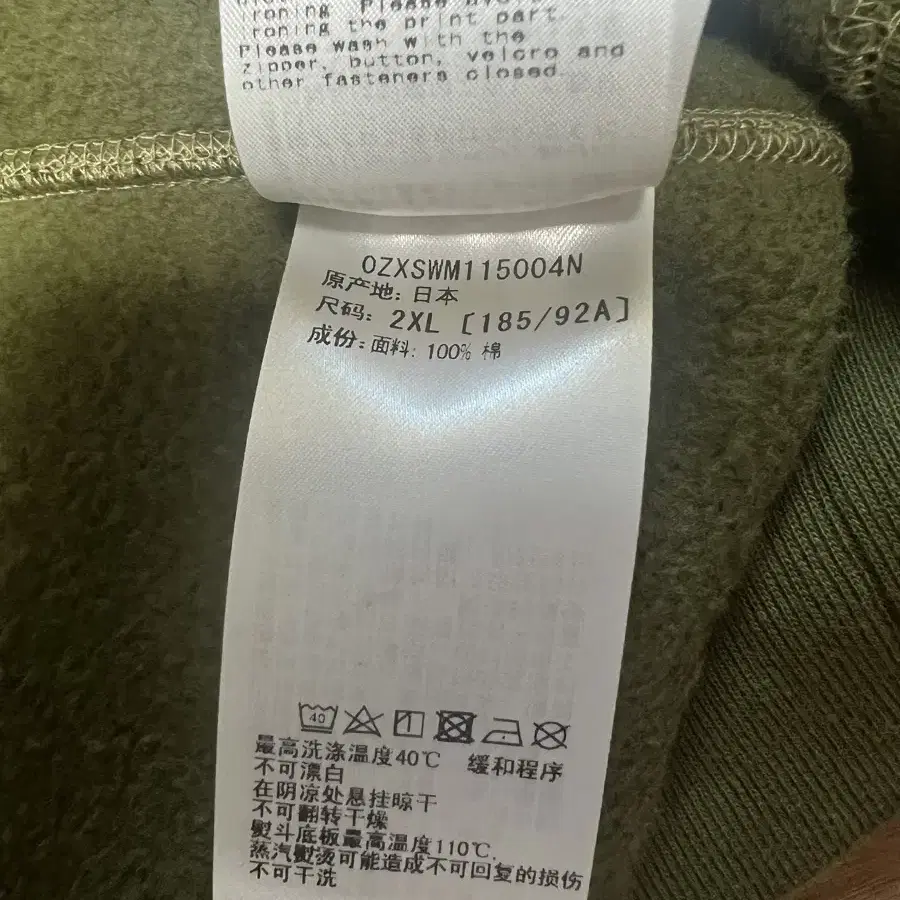 ironing the print part.
Please wash with the
zipper, button, velcro and
other fasteners closed.
OZXSWM115004N
原产地: 日本
尺码: 2XL [185/92A]
成份: 面料: 100% 棉
40
最高洗涤温度40℃ 缓和程序
不可漂白
在阴凉处悬挂晾干
不可翻转干燥
熨斗底板最高温度110℃,
蒸汽熨烫可能造成不可回复的损伤
不可干洗